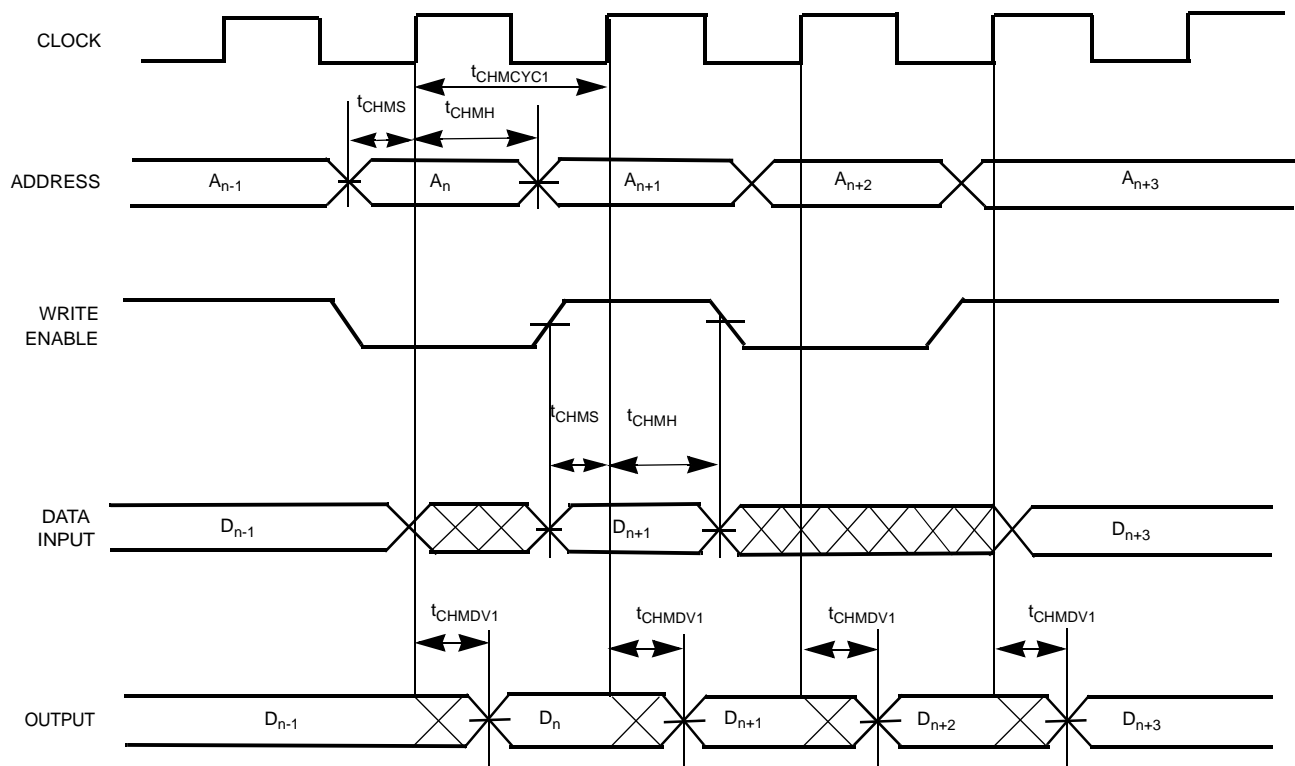 CLOCK
tCHMCYC1
tCHMS
tCHMH
ADDRESS
An-1
An
An+1
An+2
An+3
WRITE
ENABLE
tCHMS
tCHMH
DATA
INPUT
Dn-1
Dn+1
Dn+3
tCHMDV1
tCHMDV1
tCHMDV1
tCHMDV1
OUTPUT
Dn-1
Dn
Dn+1
Dn+2
Dn+3